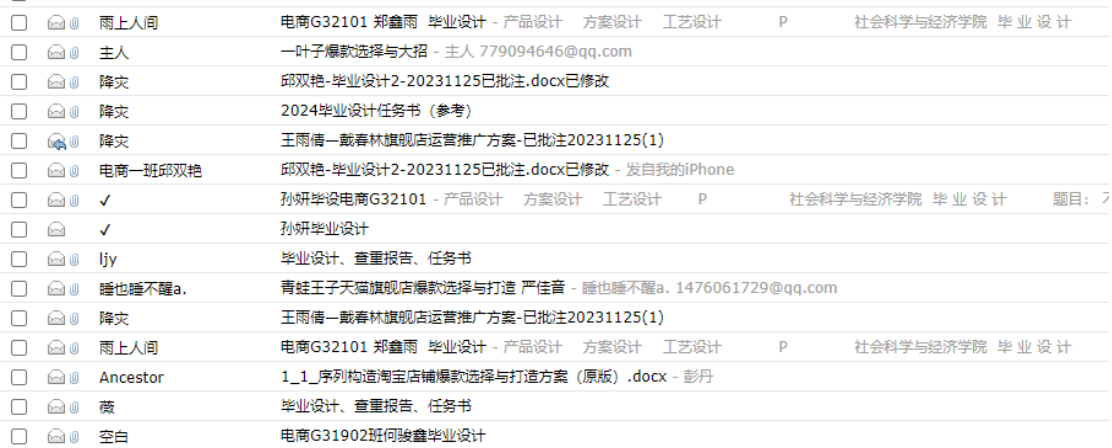 雨上人间 电商G32101 郑鑫雨 毕业设计 - 产品设计 方案设计 工艺设计 P 社会科学与经济学院 毕 业 设 计
主人 一叶子爆款选择与大招 - 主人 779094646@qq.com
降灾 邱双艳-毕业设计2-20231125已批注.docx已修改
降灾 2024毕业设计任务书（参考）
降灾 王雨倩—戴春林旗舰店运营推广方案-已批注20231125(1)
电商一班邱双艳 邱双艳-毕业设计2-20231125已批注.docx已修改 - 发自我的iPhone
✓ 孙妍毕设电商G32101 - 产品设计 方案设计 工艺设计 P 社会科学与经济学院 毕 业 设 计 题目：
✓ 孙妍毕业设计
ljy 毕业设计、查重报告、任务书
睡也睡不醒a. 青蛙王子天猫旗舰店爆款选择与打造 严佳音 - 睡也睡不醒a. 1476061729@qq.com
降灾 王雨倩—戴春林旗舰店运营推广方案-已批注20231125(1)
雨上人间 电商G32101 郑鑫雨 毕业设计 - 产品设计 方案设计 工艺设计 P 社会科学与经济学院 毕 业 设 计
Ancestor 1_1_序列构造淘宝店铺爆款选择与打造方案（原版）.docx - 彭丹
薇 毕业设计、查重报告、任务书
空白 电商G31902班何骏鑫毕业设计